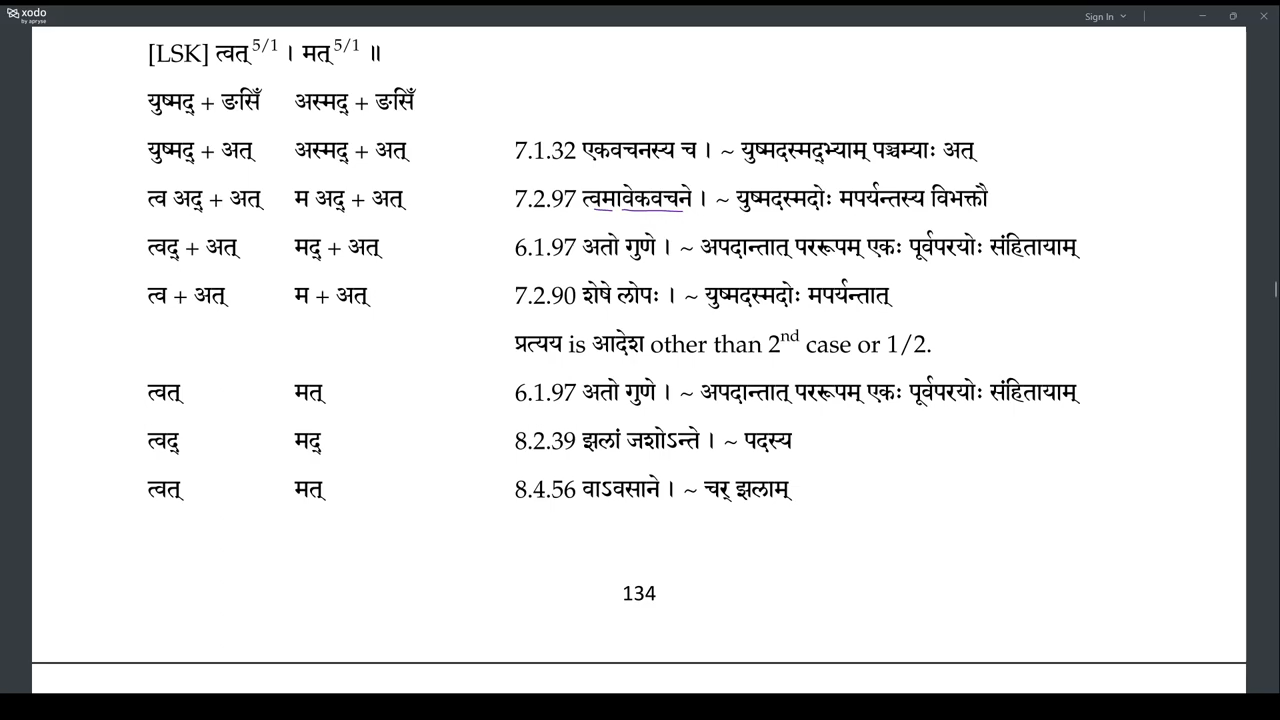 xodo
by apryse
Sign In
[LSK] त्वत् 5/1 । मत् 5/1 ॥
युष्मद् + ङसिँ अस्मद् + ङसिँ
युष्मद् + अत् अस्मद् + अत् 7.1.32 एकवचनस्य च । ~ युष्मदस्मद्भ्याम् पञ्चम्याः अत्
त्व अद् + अत् म अद् + अत् 7.2.97 त्वमावेकवचने । ~ युष्मदस्मदोः मपर्यन्तस्य विभक्तौ
त्वद् + अत् मद् + अत् 6.1.97 अतो गुणे । ~ अपदान्तात् पररूपम् एकः पूर्वपरयोः संहितायाम्
त्व + अत् म + अत् 7.2.90 शेषे लोपः । ~ युष्मदस्मदोः मपर्यन्तात्
प्रत्यय is आदेश other than 2nd case or 1/2.
त्वत् मत् 6.1.97 अतो गुणे । ~ अपदान्तात् पररूपम् एकः पूर्वपरयोः संहितायाम्
त्वद् मद् 8.2.39 झलां जशोऽन्ते । ~ पदस्य
त्वत् मत् 8.4.56 वाऽवसाने । ~ चर् झलाम्
134